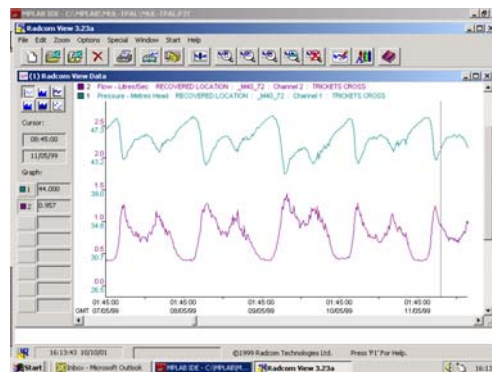 MPLAB IDE - C:\MPLAB\MUL-TPAL\MUL-TPAL.PJT
Radcom View 3.23a
File Edit Zoom Options Special Window Start Help
(1) Radcom View Data
2 Flow - Litres/Sec RECOVERED LOCATION : _M40_72 : Channel 2 : TRICKETS CROSS
1 Pressure - Metres Head RECOVERED LOCATION : _M40_72 : Channel 1 : TRICKETS CROSS
Cursor:
08:45:00
11/05/99
Graph:
1 44.000
2 0.957
2.5
47.5
2.0
43.2
1.5
39.0
1.0
34.8
0.5
30.7
0.0
26.5
01:45:00 01:45:00 01:45:00 01:45:00 01:45:00
GMT 07/05/99 08/05/99 09/05/99 10/05/99 11/05/99
16:13:43 10/10/01 ©1999 Radcom Technologies Ltd. Press 'F1' For Help.
Start Inbox - Microsoft Outlook MPLAB IDE - C:\MPLAB\M... Radcom View 3.23a 16:13